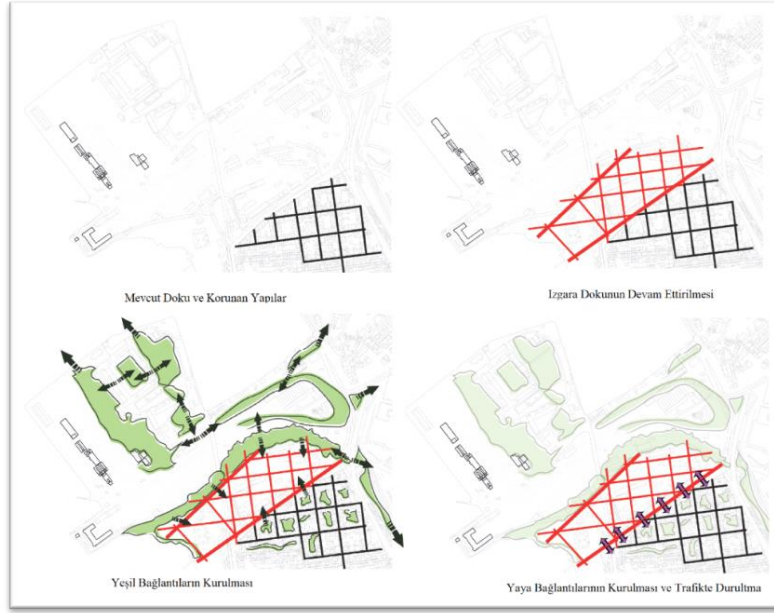 Mevcut Doku ve Korunan Yapılar
Izgara Dokunun Devam Ettirilmesi
Yeşil Bağlantıların Kurulması
Yaya Bağlantılarının Kurulması ve Trafikte Durultma